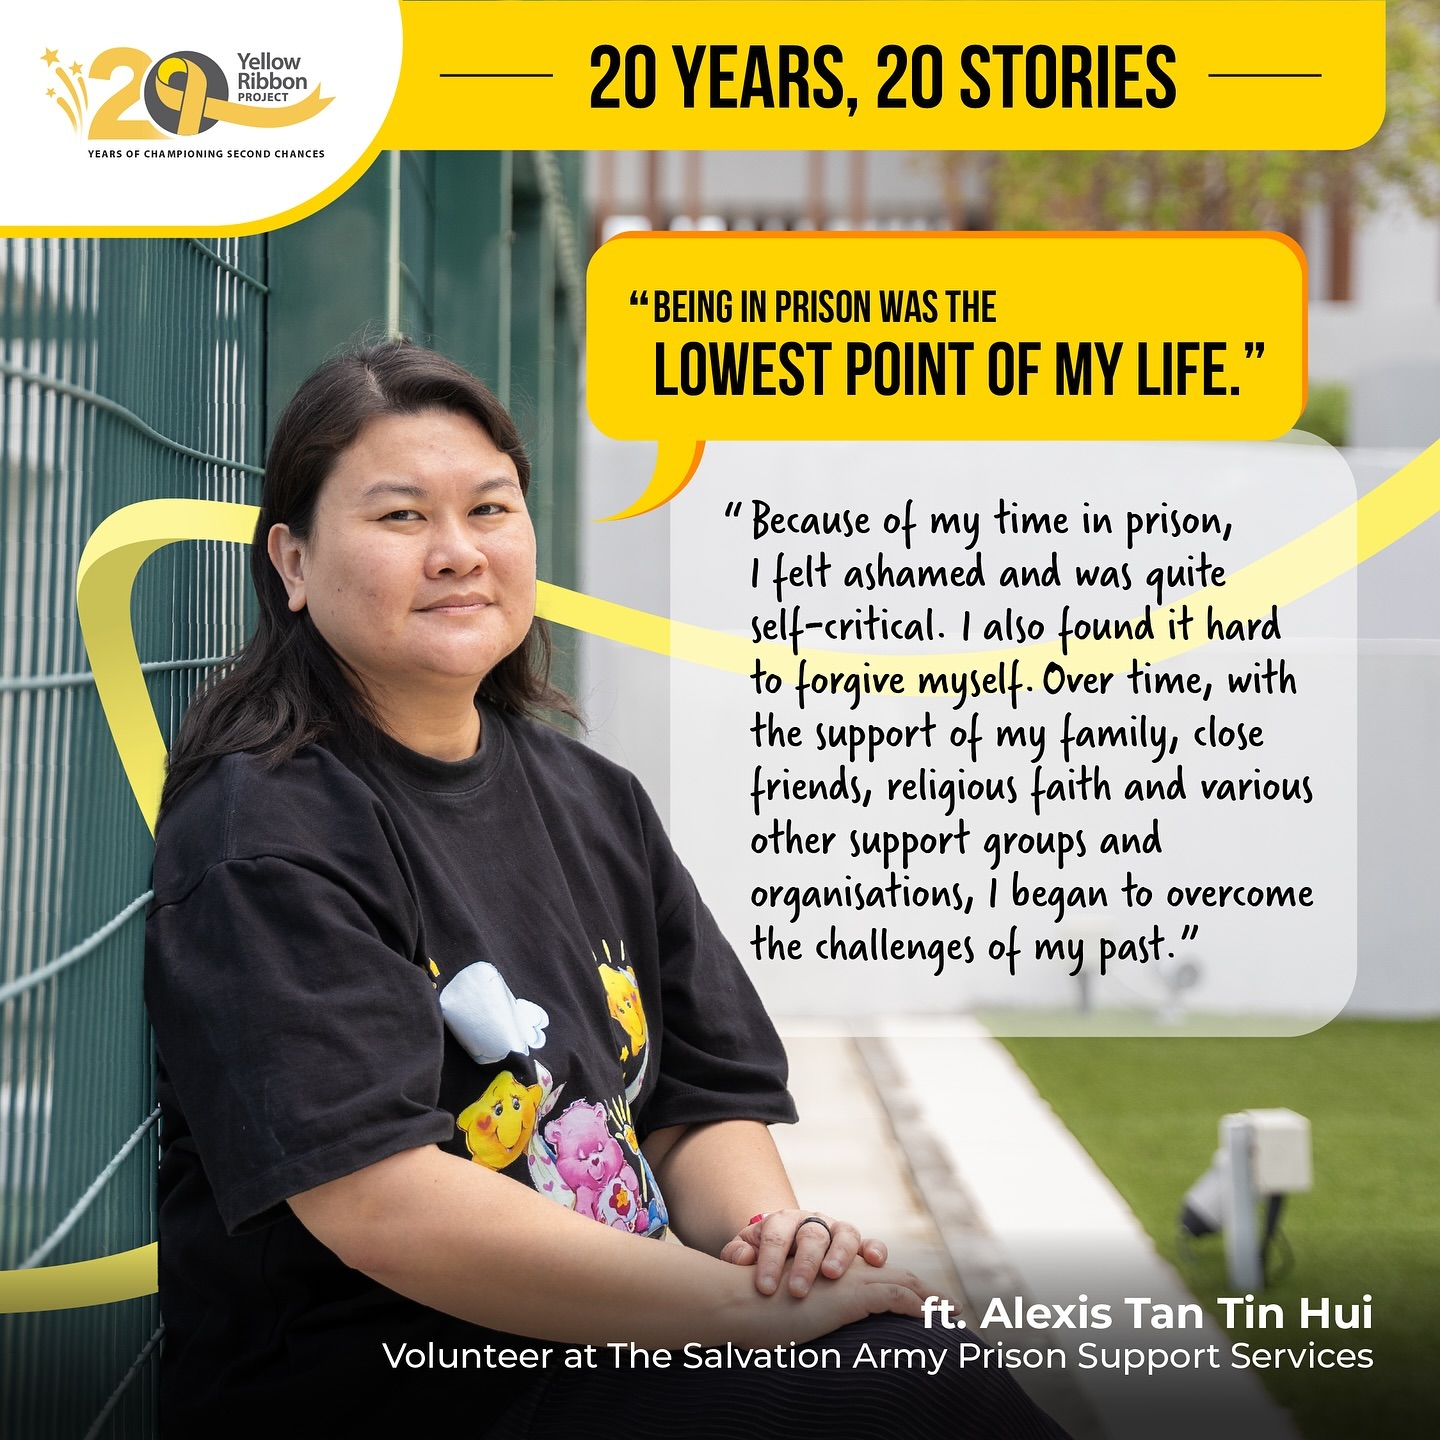 20 Yellow
Ribbon
PROJECT
YEARS OF CHAMPIONING SECOND CHANCES
20 YEARS, 20 STORIES
“BEING IN PRISON WAS THE
LOWEST POINT OF MY LIFE.”
“Because of my time in prison,
I felt ashamed and was quite
self-critical. I also found it hard
to forgive myself. Over time, with
the support of my family, close
friends, religious faith and various
other support groups and
organisations, I began to overcome
the challenges of my past.”
ft. Alexis Tan Tin Hui
Volunteer at The Salvation Army Prison Support Services